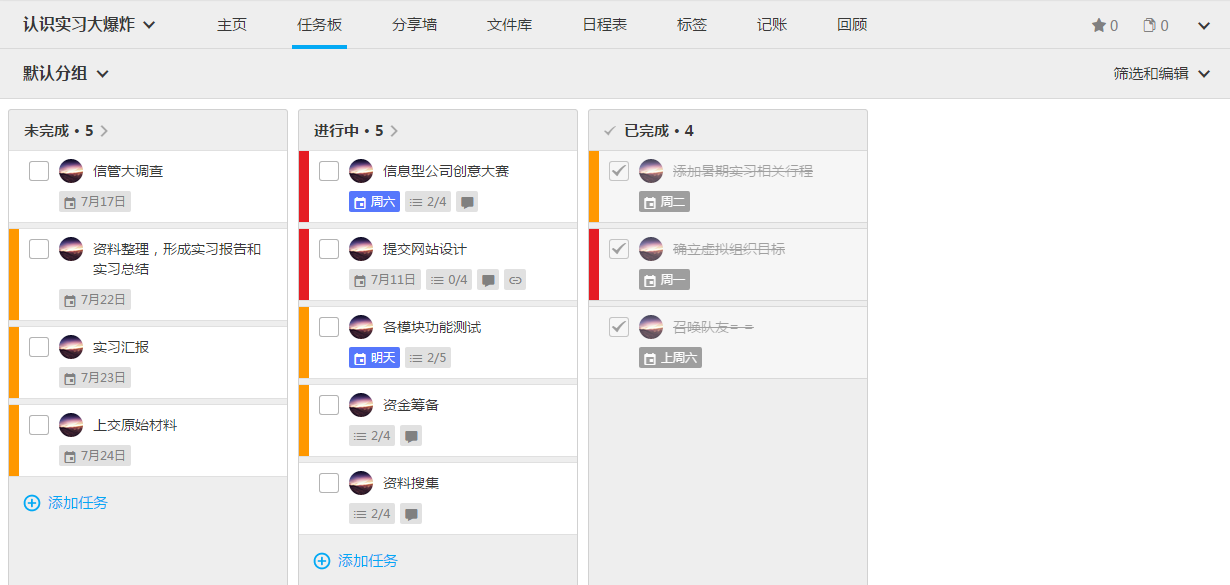 认识实习大爆炸 主页 任务板 分享墙 文件库 日程表 标签 记账 回顾 0 0
默认分组 筛选和编辑
未完成 • 5
信管大调查
7月17日
资料整理，形成实习报告和
实习总结
7月22日
实习汇报
7月23日
上交原始材料
7月24日
添加任务
进行中 • 5
信息型公司创意大赛
周六 2/4
提交网站设计
7月11日 0/4
各模块功能测试
明天 2/5
资金筹备
2/4
资料搜集
2/4
添加任务
已完成 • 4
添加暑期实习相关行程
周二
确立虚拟组织目标
周一
召唤队友= =
上周六